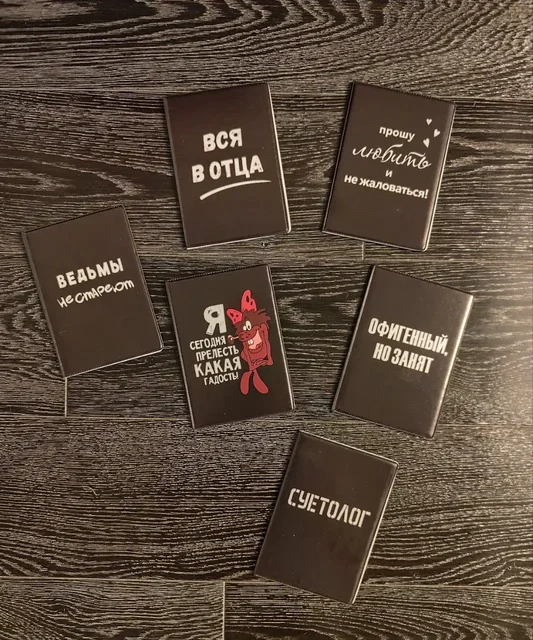 ВСЯ
В ОТЦА
прошу
любить
и
не жаловаться!
ВЕДЬМЫ
не стареют
Я
СЕГОДНЯ
ПРЕЛЕСТЬ
КАКАЯ
ГАДОСТЬ!
ОФИГЕННЫЙ,
НО ЗАНЯТ
СУЕТОЛОГ